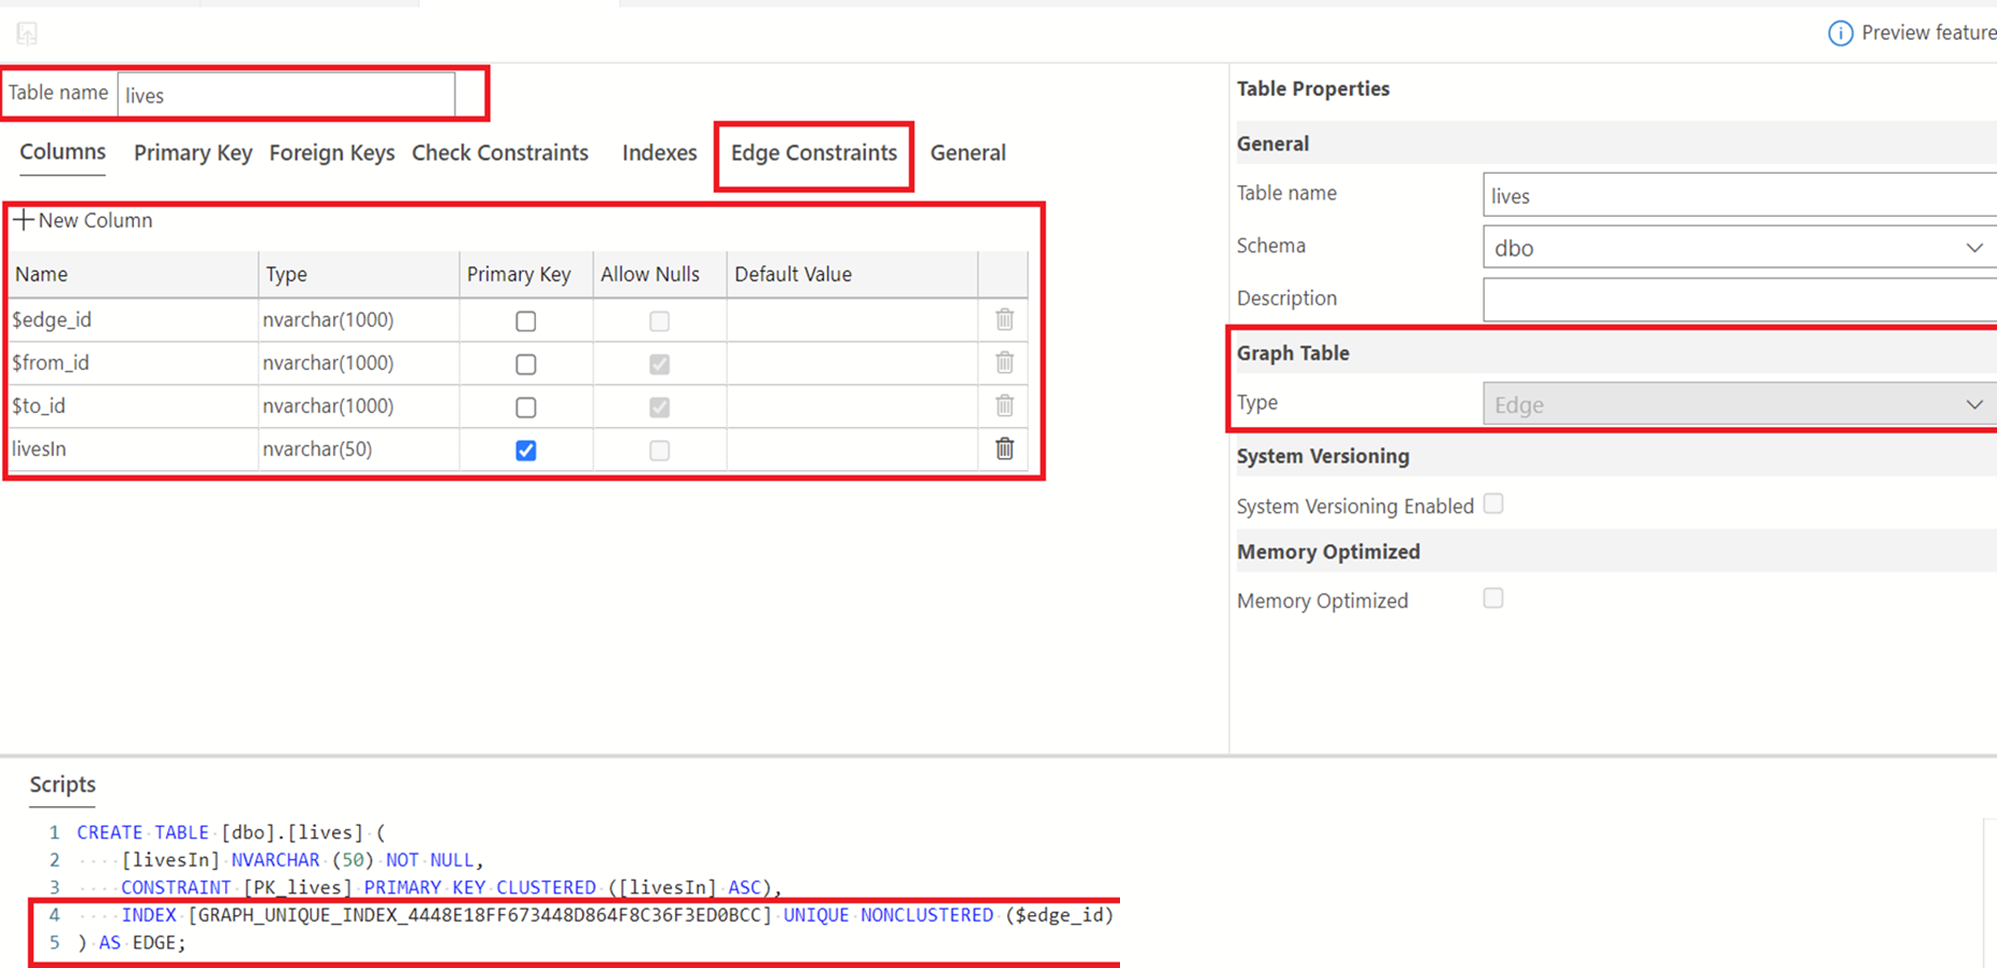 Preview feature
Table name lives
Columns Primary Key Foreign Keys Check Constraints Indexes Edge Constraints General
New Column
Name Type Primary Key Allow Nulls Default Value
$edge_id nvarchar(1000)
$from_id nvarchar(1000)
$to_id nvarchar(1000)
livesIn nvarchar(50)
Table Properties
General
Table name lives
Schema dbo
Description
Graph Table
Type Edge
System Versioning
System Versioning Enabled
Memory Optimized
Memory Optimized
Scripts
1 CREATE TABLE [dbo].[lives] (
2 [livesIn] NVARCHAR (50) NOT NULL,
3 CONSTRAINT [PK_lives] PRIMARY KEY CLUSTERED ([livesIn] ASC),
4 INDEX [GRAPH_UNIQUE_INDEX_4448E18FF673448D864F8C36F3ED0BCC] UNIQUE NONCLUSTERED ($edge_id)
5 ) AS EDGE;